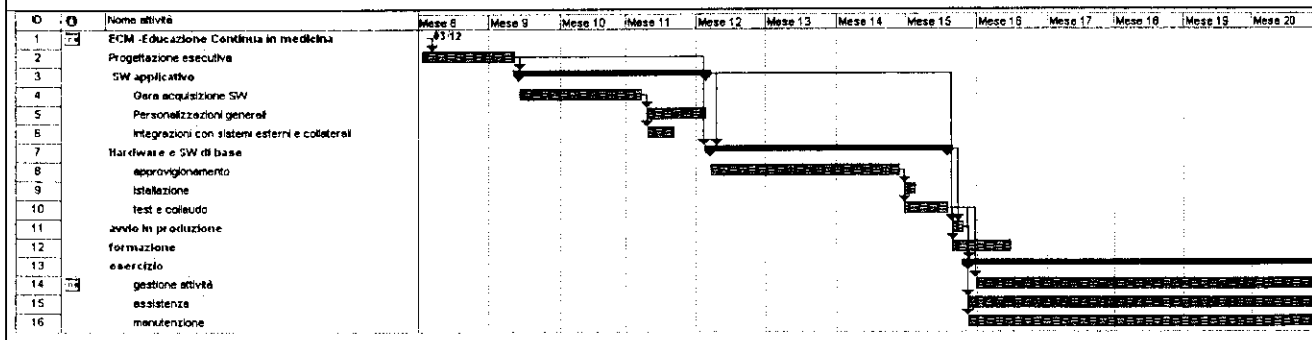 ID Nome attività Mese 8 Mese 9 Mese 10 Mese 11 Mese 12 Mese 13 Mese 14 Mese 15 Mese 16 Mese 17 Mese 18 Mese 19 Mese 20
1 ECM -Educazione Continua in medicina 03/12
2 Progettazione esecutiva
3 SW applicativo
4 Gara acquisizione SW
5 Personalizzazioni generali
6 Integrazioni con sistemi esterni e collaterali
7 Hardware e SW di base
8 approvigionamento
9 Istallazione
10 test e collaudo
11 avvio in produzione
12 formazione
13 esercizio
14 gestione attività
15 assistenza
16 manutenzione